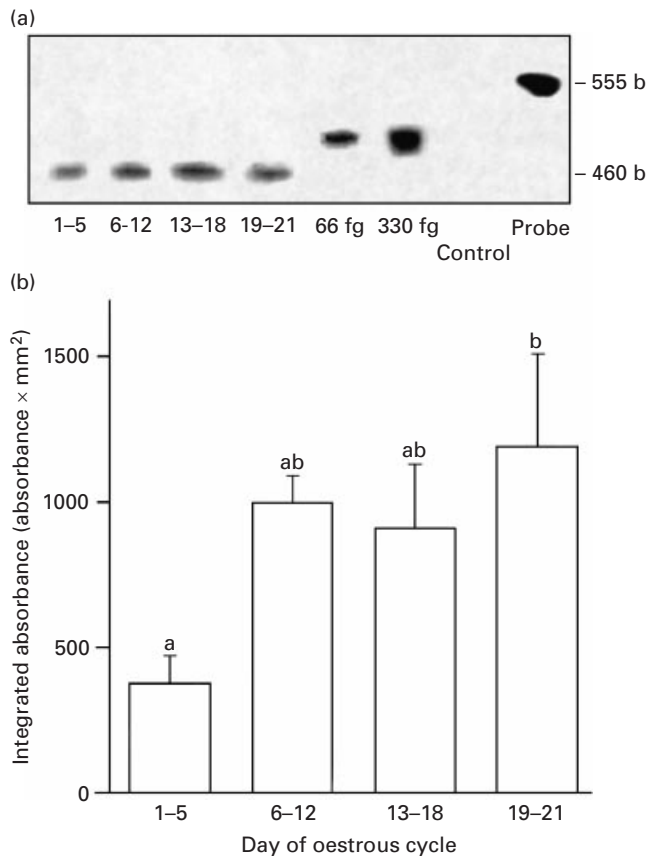 (a)
– 555 b
– 460 b
1–5 6-12 13–18 19–21 66 fg 330 fg Probe
Control
(b)
Integrated absorbance (absorbance × mm²)
1500
1000
500
0
a
ab
ab
b
1–5 6–12 13–18 19–21
Day of oestrous cycle